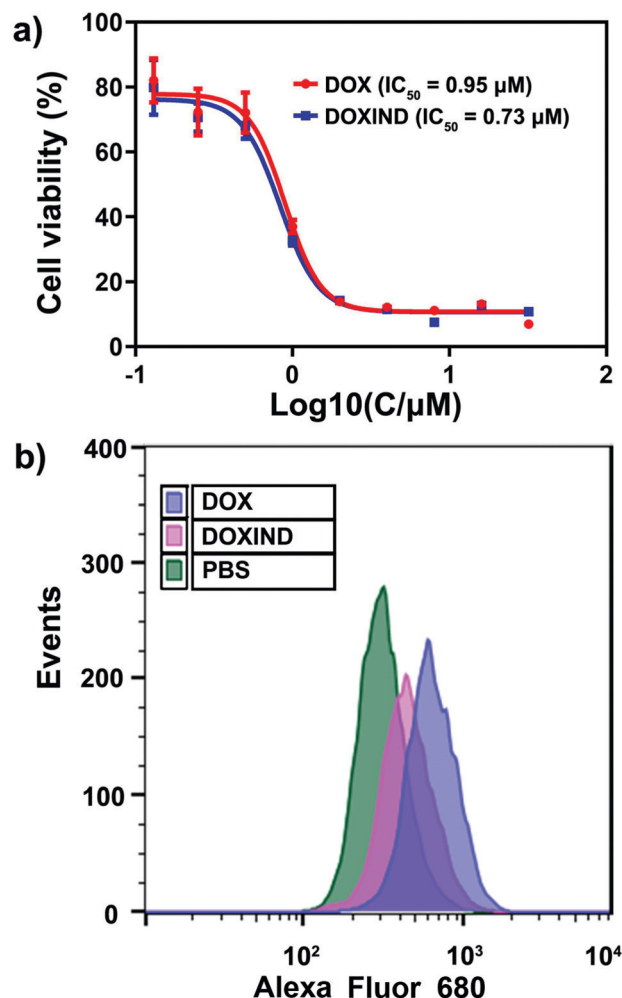 a)
100
80
60
40
20
0
Cell viability (%)
DOX (IC50 = 0.95 µM)
DOXIND (IC50 = 0.73 µM)
-1 0 1 2
Log10(C/µM)
b)
400
300
200
100
0
Events
DOX
DOXIND
PBS
10² 10³ 10⁴
Alexa Fluor 680